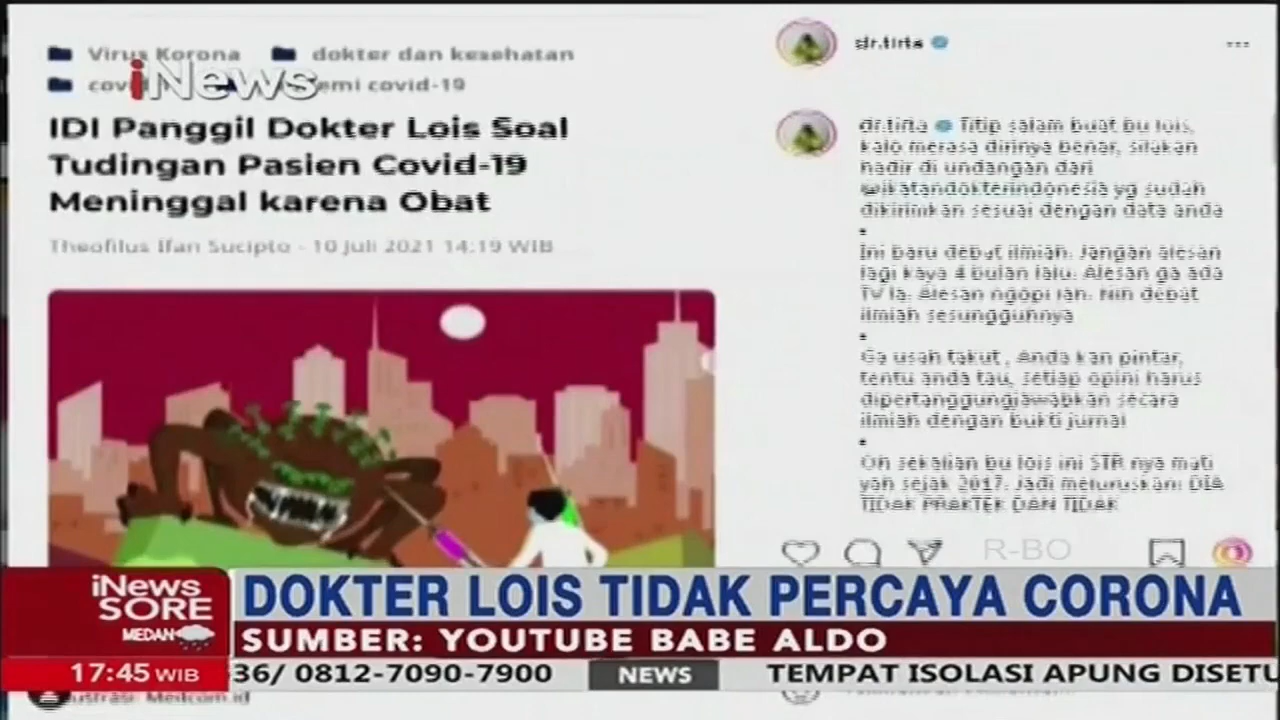 Virus Korona dokter dan kesehatan
iNews
covid-19
IDI Panggil Dokter Lois Soal
Tudingan Pasien Covid-19
Meninggal karena Obat
Theofilus Ifan Sucipto - 10 Juli 2021 14:19 WIB
dr.tirta
dr.tirta Titip salam buat bu lois,
kalo merasa dirinya benar, silakan
hadir di undangan dari
@ikatandokterindonesia yg sudah
dikirimkan sesuai dengan data anda
Ini baru debat ilmiah. Jangan alesan
lagi kaya 4 bulan lalu. Alesan ga ada
TV la. Alesan ngopi lah. Nih debat
ilmiah sesungguhnya
Ga usah takut , Anda kan pintar,
tentu anda tau, setiap opini harus
dipertanggungjawabkan secara
ilmiah dengan bukti jurnal
Oh sekalian bu lois ini STR nya mati
yah sejak 2017. Jadi meluruskan: DIA
TIDAK PRAKTEK DAN TIDAK
R-BO
iNews
SORE
MEDAN
DOKTER LOIS TIDAK PERCAYA CORONA
SUMBER: YOUTUBE BABE ALDO
17:45 WIB
36/ 0812-7090-7900 NEWS TEMPAT ISOLASI APUNG DISETU
Ilustrasi: Medcom.id